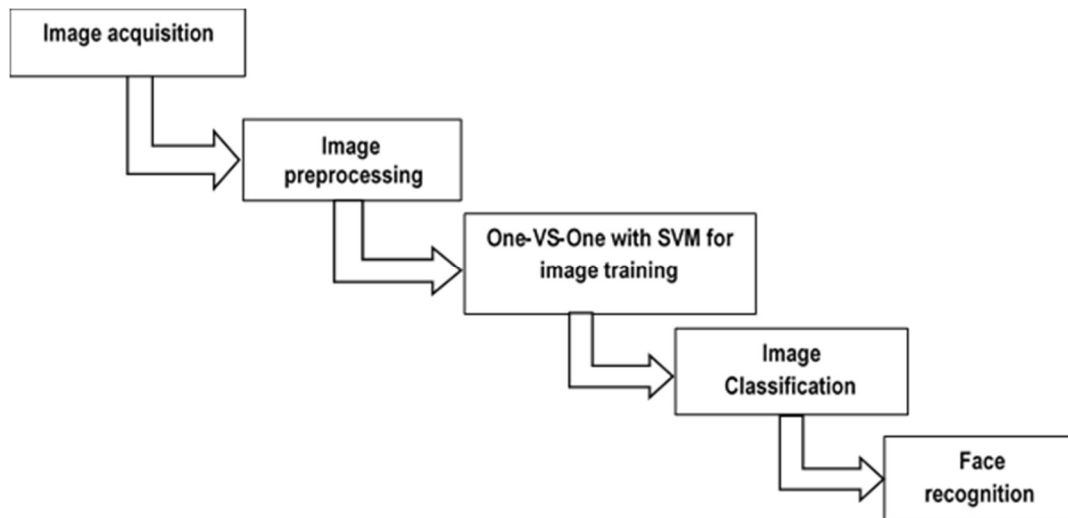 Image acquisition
Image
preprocessing
One-VS-One with SVM for
image training
Image
Classification
Face
recognition